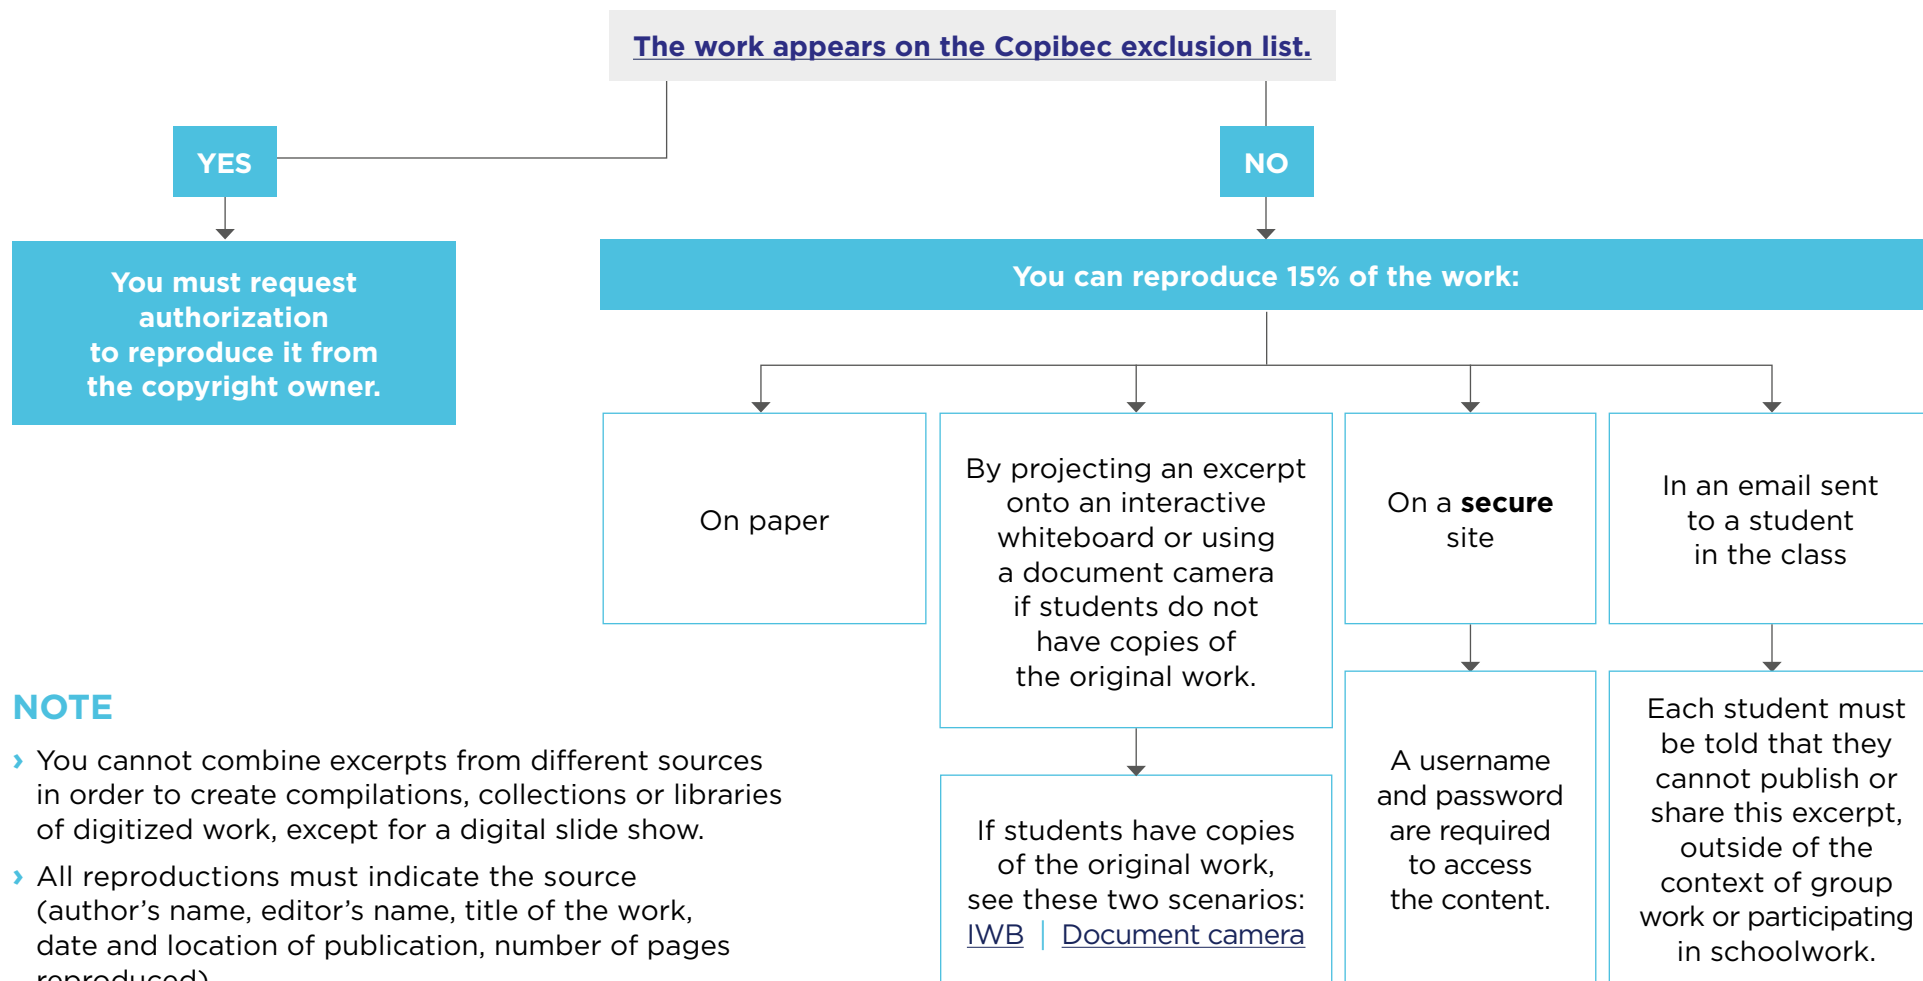 The work appears on the Copibec exclusion list.
YES
NO
You must request
authorization
to reproduce it from
the copyright owner.
You can reproduce 15% of the work:
On paper
By projecting an excerpt
onto an interactive
whiteboard or using
a document camera
if students do not
have copies of
the original work.
On a secure
site
In an email sent
to a student
in the class
If students have copies
of the original work,
see these two scenarios:
IWB | Document camera
A username
and password
are required
to access
the content.
Each student must
be told that they
cannot publish or
share this excerpt,
outside of the
context of group
work or participating
in schoolwork.
NOTE
› You cannot combine excerpts from different sources
in order to create compilations, collections or libraries
of digitized work, except for a digital slide show.
› All reproductions must indicate the source
(author’s name, editor’s name, title of the work,
date and location of publication, number of pages
reproduced)